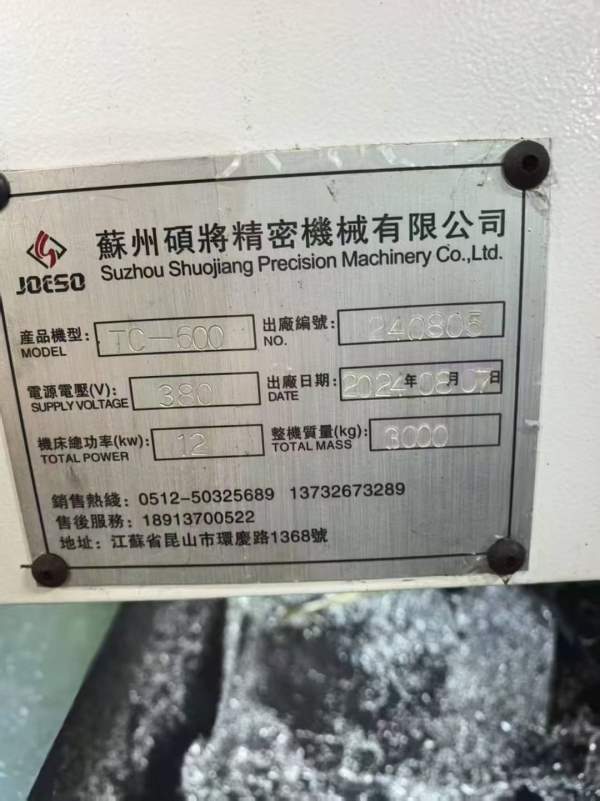 蘇州碩將精密機械有限公司
JOESO
Suzhou Shuojiang Precision Machinery Co.,Ltd.
産品機型: TC-600 出廠編號: 240805
MODEL NO.
電源電壓(V): 380 出廠日期: 2024年08月07日
SUPPLY VOLTAGE DATE
機床總功率(kw): 12 整機質量(kg): 3000
TOTAL POWER TOTAL MASS
銷售熱綫: 0512-50325689 13732673289
售後服務: 18913700522
地址: 江蘇省昆山市環慶路1368號